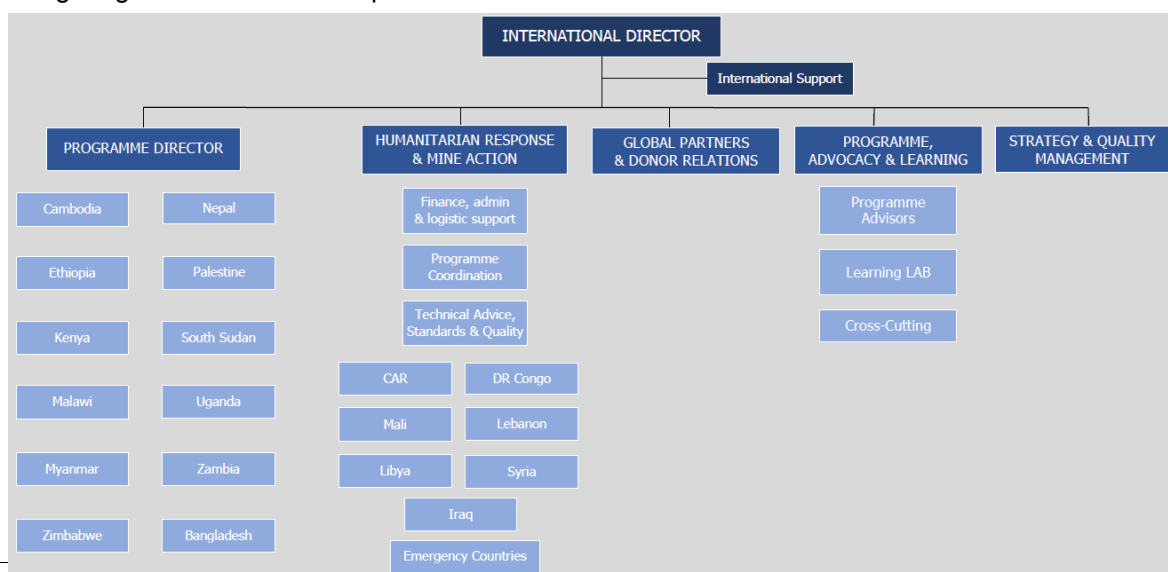 INTERNATIONAL DIRECTOR
International Support
PROGRAMME DIRECTOR
HUMANITARIAN RESPONSE
& MINE ACTION
GLOBAL PARTNERS
& DONOR RELATIONS
PROGRAMME,
ADVOCACY & LEARNING
STRATEGY & QUALITY
MANAGEMENT
Cambodia
Nepal
Ethiopia
Palestine
Kenya
South Sudan
Malawi
Uganda
Myanmar
Zambia
Zimbabwe
Bangladesh
Finance, admin
& logistic support
Programme
Coordination
Technical Advice,
Standards & Quality
CAR
DR Congo
Mali
Lebanon
Libya
Syria
Iraq
Emergency Countries
Programme
Advisors
Learning LAB
Cross-Cutting